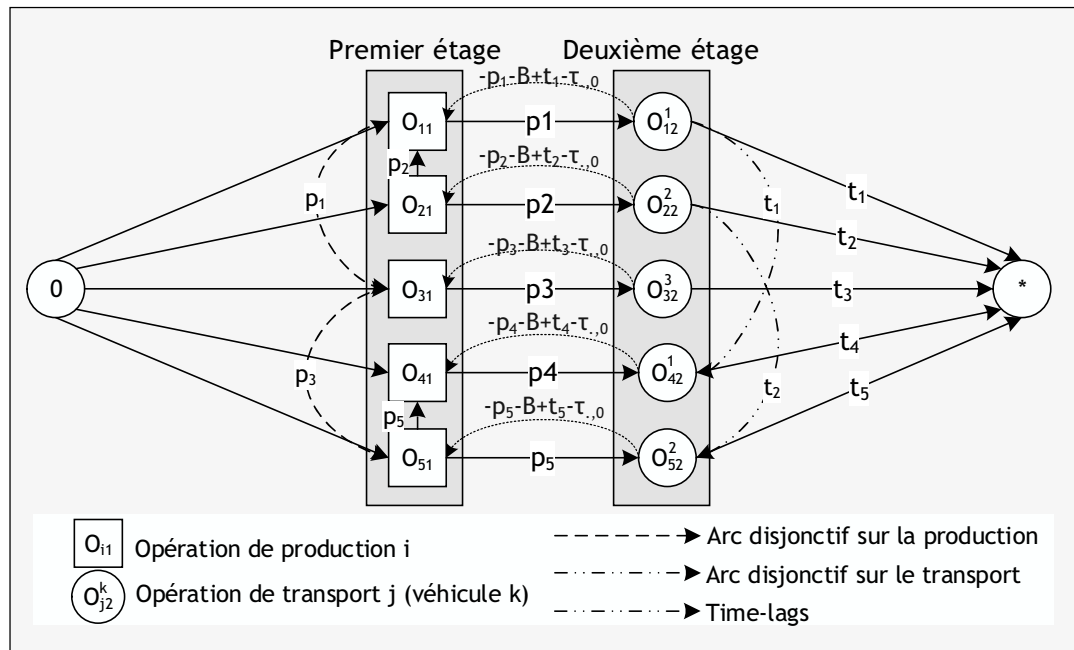 Premier étage Deuxième étage
-p₁-B+t₁-τ.,₀
O₁₁ p1 O¹₁₂
p₂
-p₂-B+t₂-τ.,₀
p₁ O₂₁ p2 O²₂₂ t₁ t₁
t₂
-p₃-B+t₃-τ.,₀
0 O₃₁ p3 O³₃₂ t₃ *
-p₄-B+t₄-τ.,₀
t₄
p₃ O₄₁ p4 O¹₄₂ t₂ t₅
p₅
-p₅-B+t₅-τ.,₀
O₅₁ p₅ O²₅₂
Oᵢ₁ Opération de production i
Oᵏⱼ₂ Opération de transport j (véhicule k)
Arc disjonctif sur la production
Arc disjonctif sur le transport
Time-lags